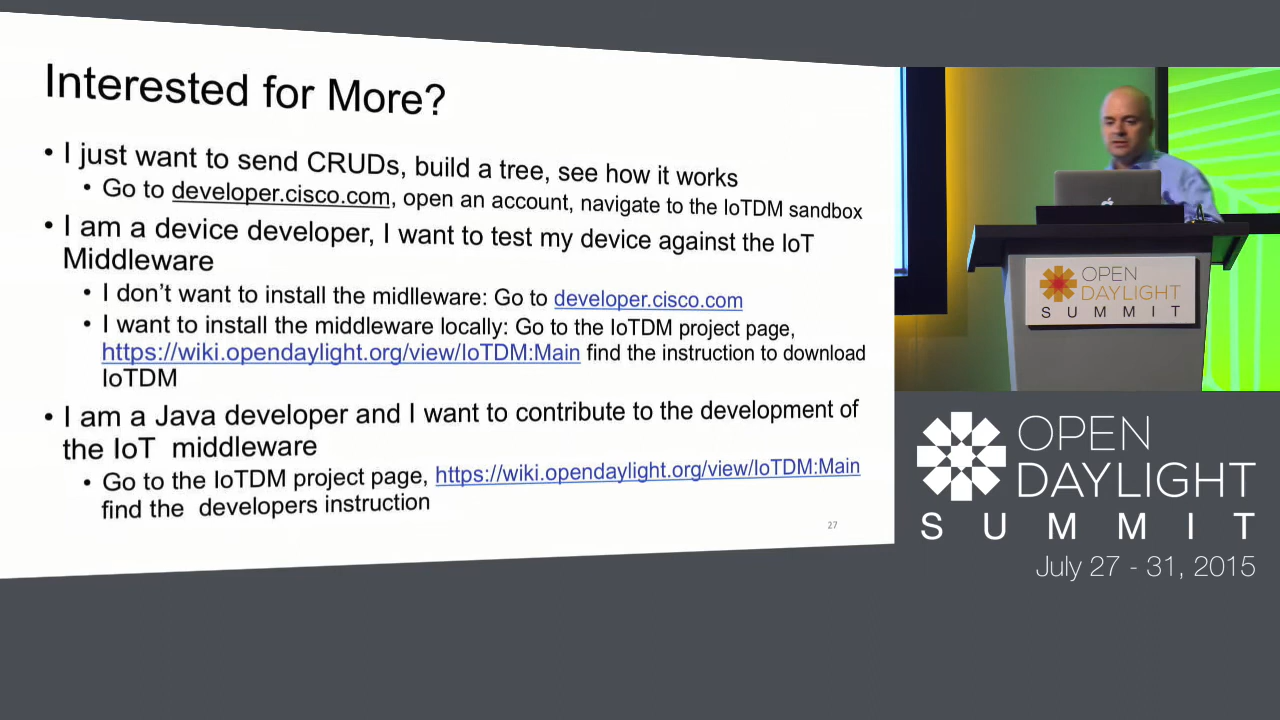 Interested for More?
• I just want to send CRUDs, build a tree, see how it works
• Go to developer.cisco.com, open an account, navigate to the IoTDM sandbox
• I am a device developer, I want to test my device against the IoT
Middleware
• I don’t want to install the midlleware: Go to developer.cisco.com
• I want to install the middleware locally: Go to the IoTDM project page,
https://wiki.opendaylight.org/view/IoTDM:Main find the instruction to download
IoTDM
• I am a Java developer and I want to contribute to the development of
the IoT middleware
• Go to the IoTDM project page, https://wiki.opendaylight.org/view/IoTDM:Main
find the developers instruction
27
OPEN
DAYLIGHT
SUMMIT
OPEN
DAYLIGHT
SUMMIT
July 27 - 31, 2015